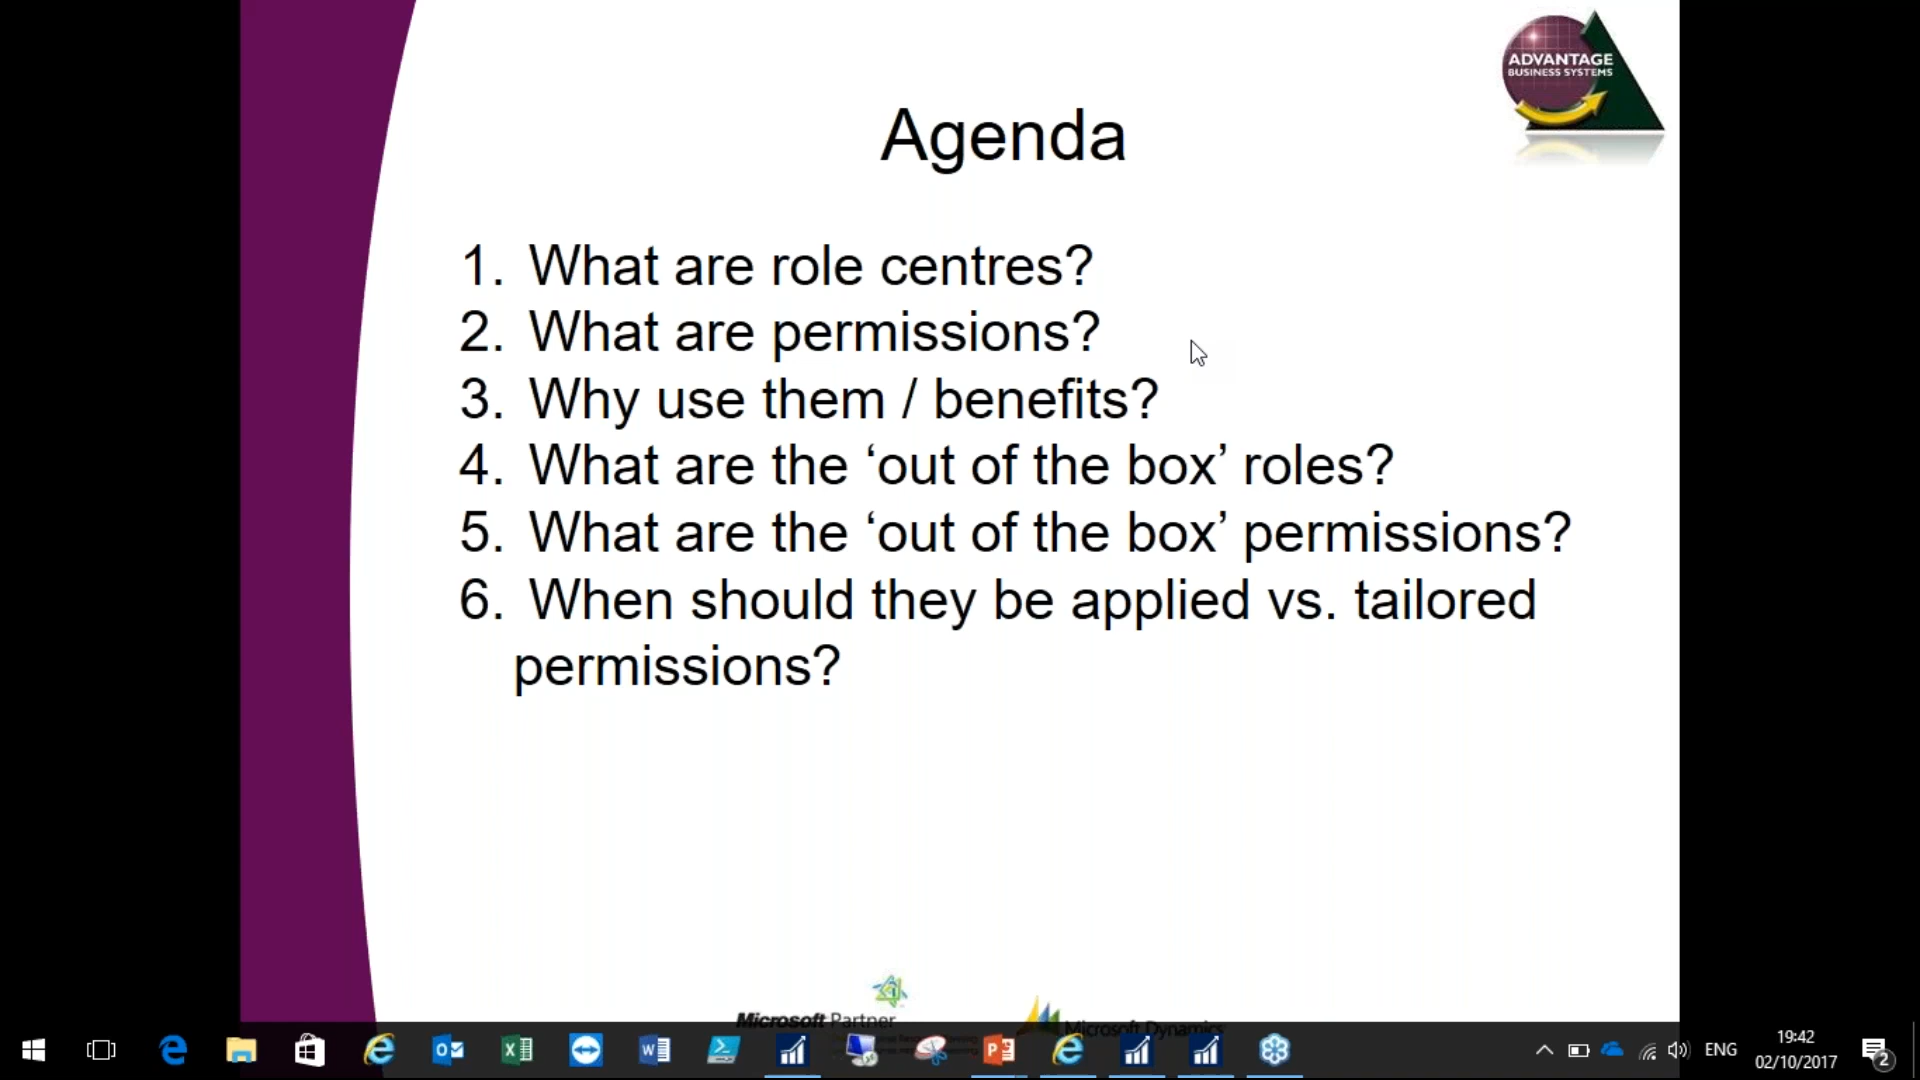 ADVANTAGE
BUSINESS SYSTEMS
Agenda
1. What are role centres?
2. What are permissions?
3. Why use them / benefits?
4. What are the ‘out of the box’ roles?
5. What are the ‘out of the box’ permissions?
6. When should they be applied vs. tailored
permissions?
Microsoft Partner
Microsoft Dynamics
ENG
19:42
02/10/2017
2